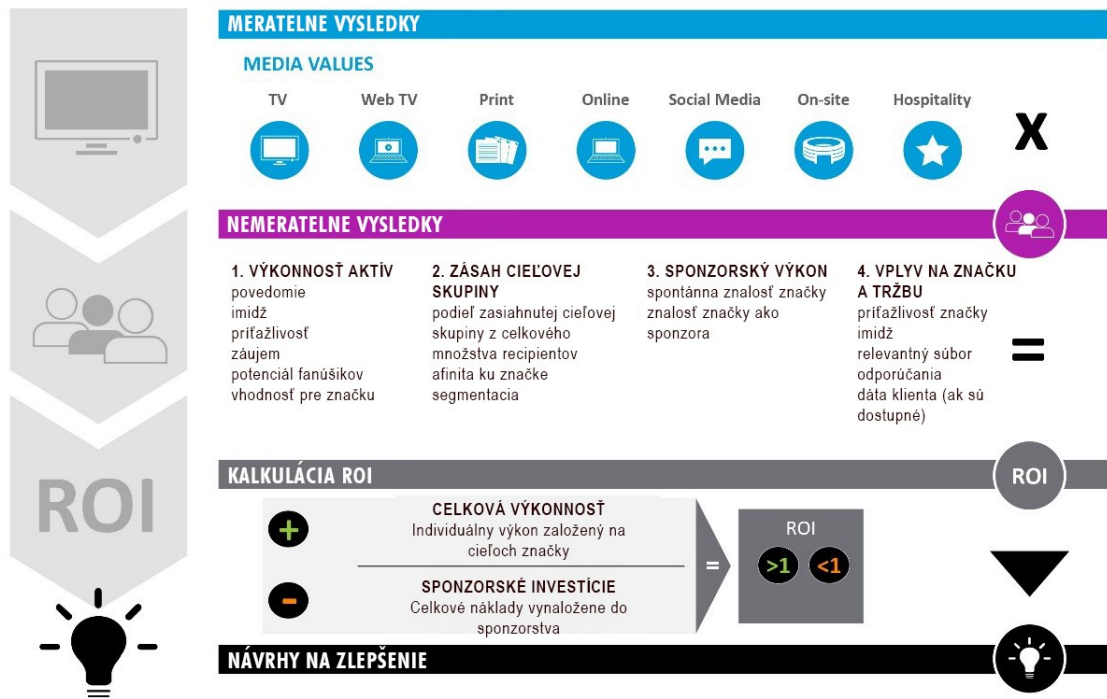 MERATELNE VYSLEDKY
MEDIA VALUES
TV
Web TV
Print
Online
Social Media
On-site
Hospitality
X
NEMERATELNE VYSLEDKY
1. VÝKONNOSŤ AKTÍV
povedomie
imidž
príťažlivosť
záujem
potenciál fanúšikov
vhodnosť pre značku
2. ZÁSAH CIEĽOVEJ
SKUPINY
podieľ zasiahnutej cieľovej
skupiny z celkového
množstva recipientov
afinita ku značke
segmentacia
3. SPONZORSKÝ VÝKON
spontánna znalosť značky
znalosť značky ako
sponzora
4. VPLYV NA ZNAČKU
A TRŽBU
príťažlivosť značky
imidž
relevantný súbor
odporúčania
dáta klienta (ak sú
dostupné)
=
ROI
KALKULÁCIA ROI
ROI
+
CELKOVÁ VÝKONNOSŤ
Individuálny výkon založený na
cieľoch značky
-
SPONZORSKÉ INVESTÍCIE
Celkové náklady vynaložene do
sponzorstva
=
ROI
>1 <1
NÁVRHY NA ZLEPŠENIE